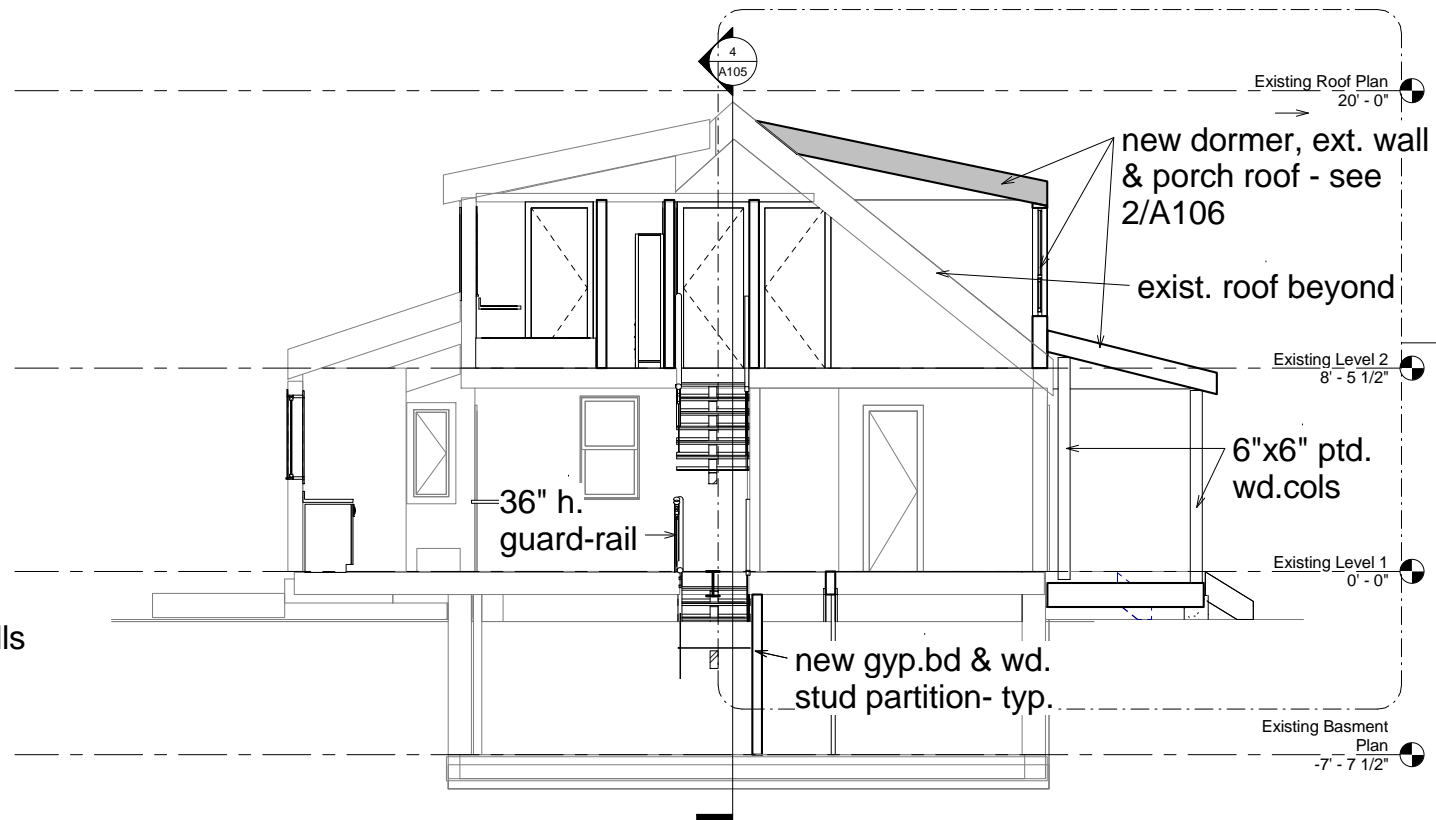 4
A105
Existing Roof Plan
20' - 0"
new dormer, ext. wall
& porch roof - see
2/A106
exist. roof beyond
Existing Level 2
8' - 5 1/2"
6"x6" ptd.
wd.cols
36" h.
guard-rail
Existing Level 1
0' - 0"
lls
new gyp.bd & wd.
stud partition- typ.
Existing Basment
Plan
-7' - 7 1/2"